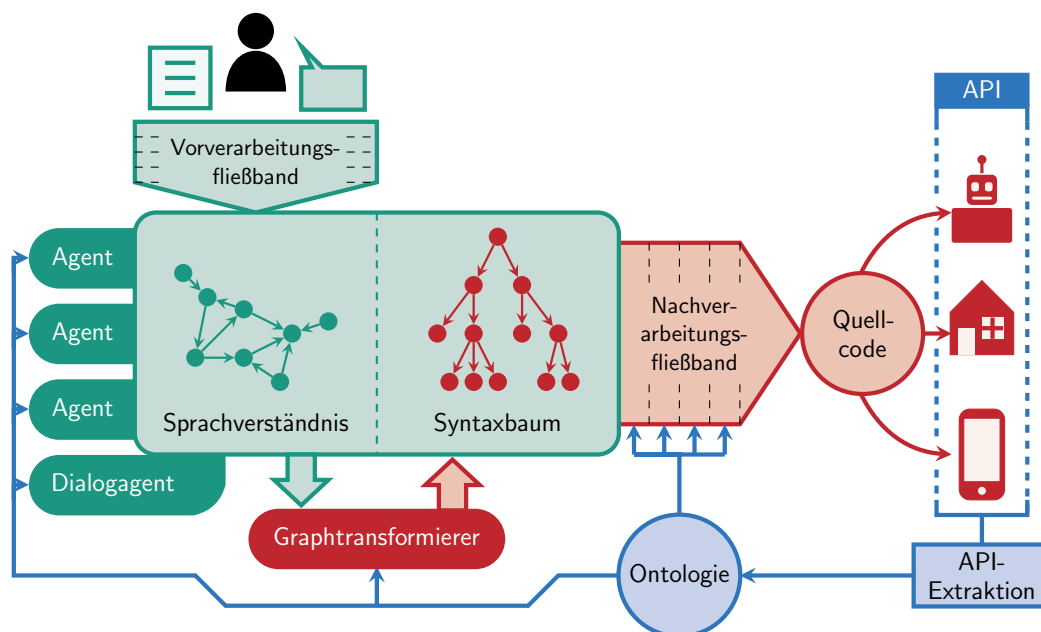 API
Vorverarbeitungs-
fließband
Agent
Agent
Agent
Dialogagent
Sprachverständnis
Syntaxbaum
Nachver-
arbeitungs-
fließband
Quell-
code
Graphtransformierer
Ontologie
API-
Extraktion